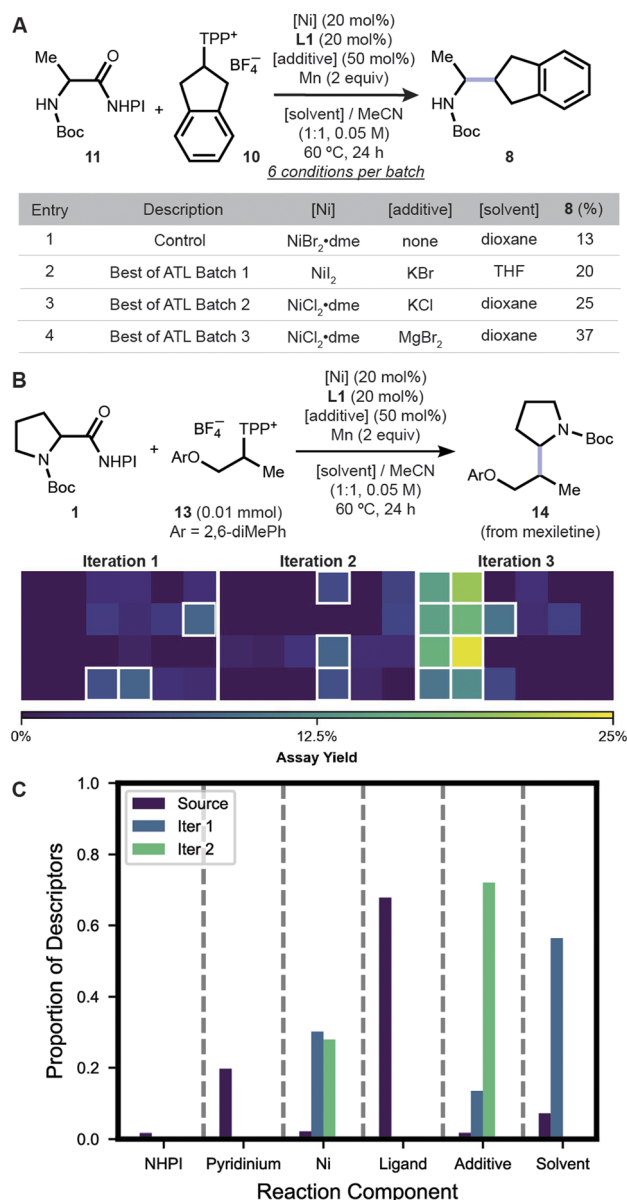 A
Me
O
HN
NHPI
Boc
11
+
TPP+
BF4−
10
[Ni] (20 mol%)
L1 (20 mol%)
[additive] (50 mol%)
Mn (2 equiv)
[solvent] / MeCN
(1:1, 0.05 M)
60 ºC, 24 h
6 conditions per batch
Me
HN
Boc
8
Entry Description [Ni] [additive] [solvent] 8 (%)
1 Control NiBr2•dme none dioxane 13
2 Best of ATL Batch 1 NiI2 KBr THF 20
3 Best of ATL Batch 2 NiCl2•dme KCl dioxane 25
4 Best of ATL Batch 3 NiCl2•dme MgBr2 dioxane 37
B
O
N
NHPI
Boc
1
+
BF4− TPP+
ArO
Me
13 (0.01 mmol)
Ar = 2,6-diMePh
[Ni] (20 mol%)
L1 (20 mol%)
[additive] (50 mol%)
Mn (2 equiv)
[solvent] / MeCN
(1:1, 0.05 M)
60 ºC, 24 h
N
Boc
ArO
Me
14
(from mexiletine)
Iteration 1 Iteration 2 Iteration 3
0% 12.5% 25%
Assay Yield
C
Source
Iter 1
Iter 2
1.0
0.8
0.6
0.4
0.2
0.0
Proportion of Descriptors
NHPI Pyridinium Ni Ligand Additive Solvent
Reaction Component